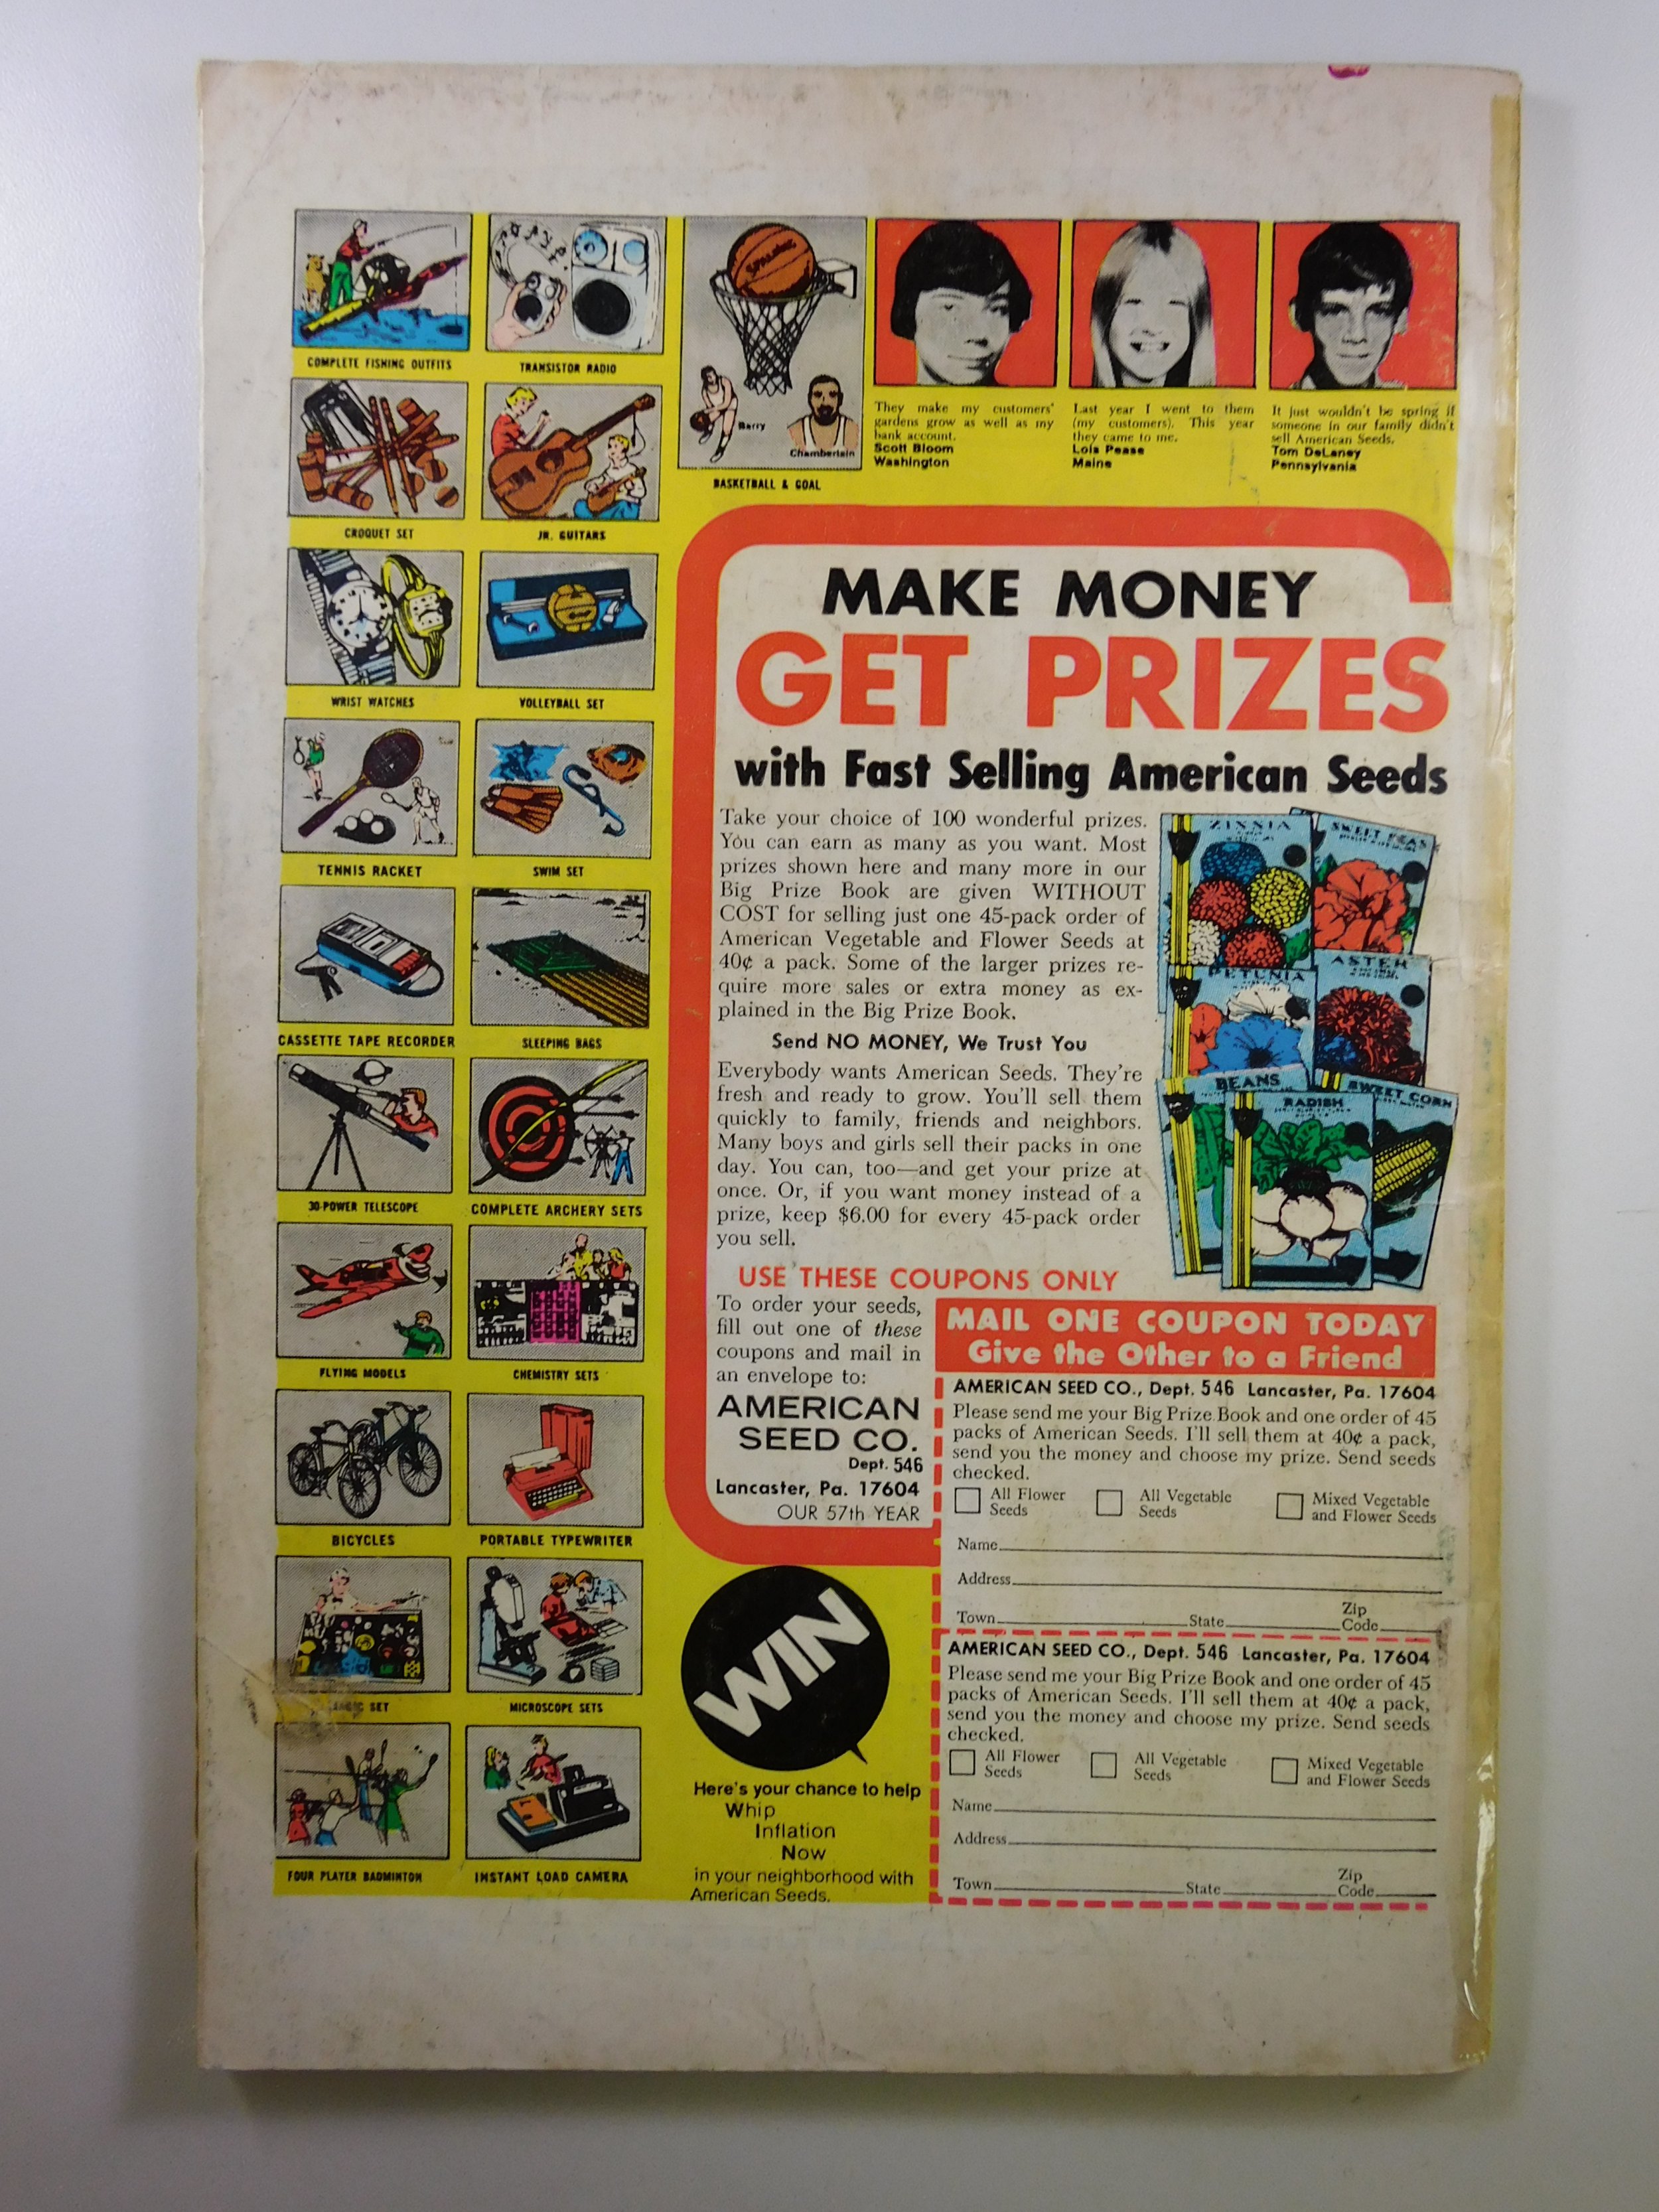 COMPLETE FISHING OUTFITS
TRANSISTOR RADIO
SPALDING
Barry
Chamberlain
BASKETBALL & GOAL
They make my customers'
gardens grow as well as my
bank account.
Scott Bloom
Washington
Last year I went to them
(my customers). This year
they came to me.
Lois Pease
Maine
It just wouldn't be spring if
someone in our family didn't
sell American Seeds.
Tom DeLaney
Pennsylvania
CROQUET SET
JR. GUITARS
WRIST WATCHES
VOLLEYBALL SET
TENNIS RACKET
SWIM SET
CASSETTE TAPE RECORDER
SLEEPING BAGS
30-POWER TELESCOPE
COMPLETE ARCHERY SETS
FLYING MODELS
CHEMISTRY SETS
BICYCLES
PORTABLE TYPEWRITER
SET
MICROSCOPE SETS
FOUR PLAYER BADMINTON
INSTANT LOAD CAMERA
MAKE MONEY
GET PRIZES
with Fast Selling American Seeds
Take your choice of 100 wonderful prizes.
You can earn as many as you want. Most
prizes shown here and many more in our
Big Prize Book are given WITHOUT
COST for selling just one 45-pack order of
American Vegetable and Flower Seeds at
40¢ a pack. Some of the larger prizes re-
quire more sales or extra money as ex-
plained in the Big Prize Book.
Send NO MONEY, We Trust You
Everybody wants American Seeds. They're
fresh and ready to grow. You'll sell them
quickly to family, friends and neighbors.
Many boys and girls sell their packs in one
day. You can, too—and get your prize at
once. Or, if you want money instead of a
prize, keep $6.00 for every 45-pack order
you sell.
ZINNIA
SWEET PEAS
PETUNIA
ASTER
BEANS
RADISH
SWEET CORN
USE THESE COUPONS ONLY
To order your seeds,
fill out one of these
coupons and mail in
an envelope to:
AMERICAN
SEED CO.
Dept. 546
Lancaster, Pa. 17604
OUR 57th YEAR
MAIL ONE COUPON TODAY
Give the Other to a Friend
AMERICAN SEED CO., Dept. 546 Lancaster, Pa. 17604
Please send me your Big Prize Book and one order of 45
packs of American Seeds. I'll sell them at 40¢ a pack,
send you the money and choose my prize. Send seeds
checked.
All Flower
Seeds
All Vegetable
Seeds
Mixed Vegetable
and Flower Seeds
Name
Address
Town State Zip
Code
AMERICAN SEED CO., Dept. 546 Lancaster, Pa. 17604
Please send me your Big Prize Book and one order of 45
packs of American Seeds. I'll sell them at 40¢ a pack,
send you the money and choose my prize. Send seeds
checked.
All Flower
Seeds
All Vegetable
Seeds
Mixed Vegetable
and Flower Seeds
Name
Address
Town State Zip
Code
WIN
Here's your chance to help
Whip
Inflation
Now
in your neighborhood with
American Seeds.